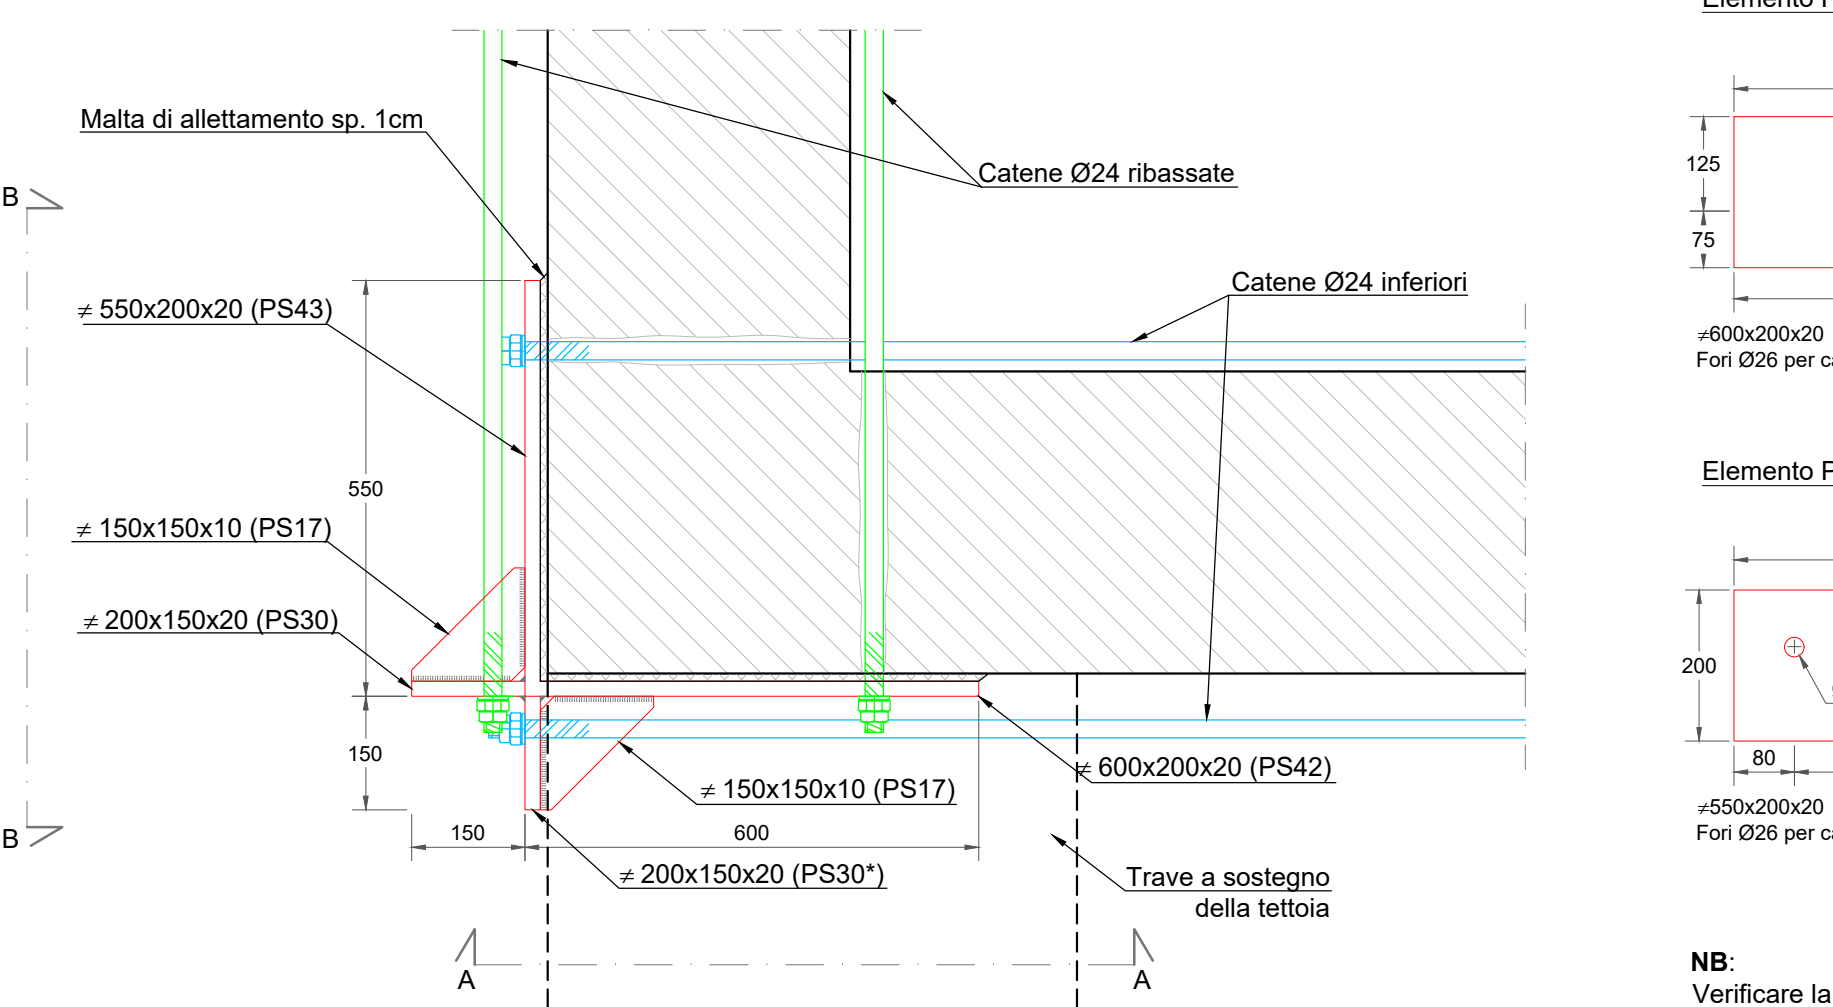 Malta di allettamento sp. 1cm
Catene Ø24 ribassate
B
≠ 550x200x20 (PS43)
Catene Ø24 inferiori
550
≠ 150x150x10 (PS17)
≠ 200x150x20 (PS30)
150
≠ 600x200x20 (PS42)
≠ 150x150x10 (PS17)
B
150
600
≠ 200x150x20 (PS30*)
Trave a sostegno
della tettoia
A
A
Elemento
125
75
≠600x200x20
Fori Ø26 per
Elemento
200
80
≠550x200x20
Fori Ø26 per
NB:
Verificare la